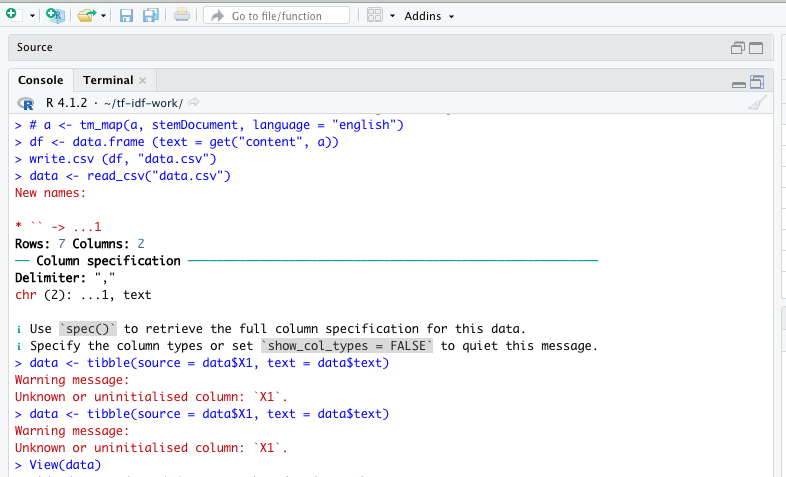 Go to file/function Addins
Source
Console Terminal
R 4.1.2 · ~/tf-idf-work/
> # a <- tm_map(a, stemDocument, language = "english")
> df <- data.frame (text = get("content", a))
> write.csv (df, "data.csv")
> data <- read_csv("data.csv")
New names:
* `` -> ...1
Rows: 7 Columns: 2
── Column specification ──
Delimiter: ","
chr (2): ...1, text
i Use `spec()` to retrieve the full column specification for this data.
i Specify the column types or set `show_col_types = FALSE` to quiet this message.
> data <- tibble(source = data$X1, text = data$text)
Warning message:
Unknown or uninitialised column: `X1`.
> data <- tibble(source = data$X1, text = data$text)
Warning message:
Unknown or uninitialised column: `X1`.
> View(data)